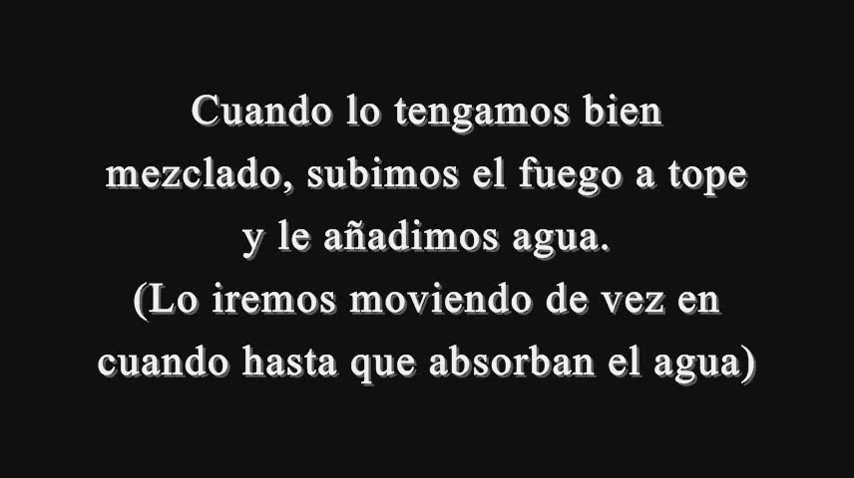 Cuando lo tengamos bien
mezclado, subimos el fuego a tope
y le añadimos agua.
(Lo iremos moviendo de vez en
cuando hasta que absorban el agua)